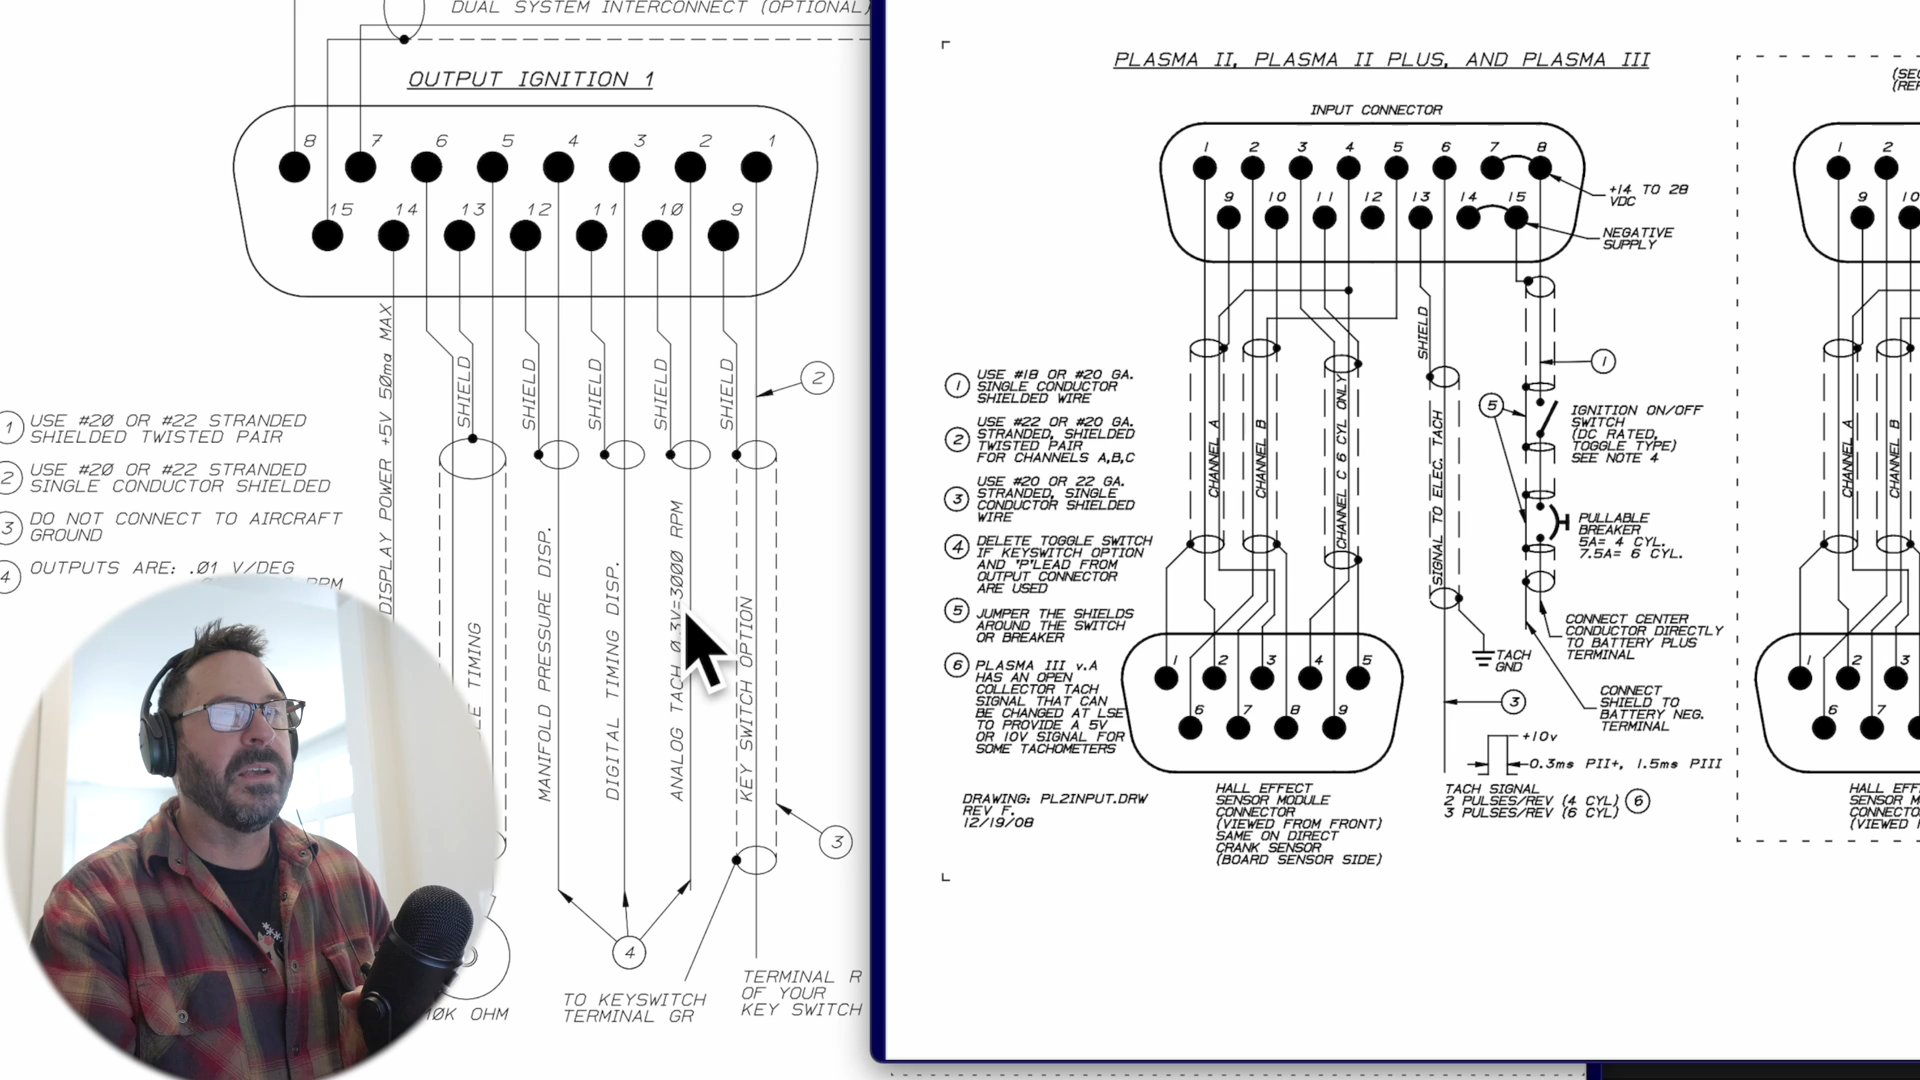 DUAL SYSTEM INTERCONNECT (OPTIONAL)
OUTPUT IGNITION 1
8 7 6 5 4 3 2 1
15 14 13 12 11 10 9
DISPLAY POWER +5V 50ma MAX
SHIELD
SHIELD
SHIELD
SHIELD
SHIELD
2
1 USE #20 OR #22 STRANDED
SHIELDED TWISTED PAIR
2 USE #20 OR #22 STRANDED
SINGLE CONDUCTOR SHIELDED
3 DO NOT CONNECT TO AIRCRAFT
GROUND
4 OUTPUTS ARE: .01 V/DEG
RPM
TIMING
MANIFOLD PRESSURE DISP.
DIGITAL TIMING DISP.
ANALOG TACH 0.3V=3000 RPM
KEY SWITCH OPTION
3
4
10K OHM
TO KEYSWITCH
TERMINAL GR
TERMINAL R
OF YOUR
KEY SWITCH
PLASMA II, PLASMA II PLUS, AND PLASMA III
INPUT CONNECTOR
1 2 3 4 5 6 7 8
9 10 11 12 13 14 15
+14 TO 28
VDC
NEGATIVE
SUPPLY
SHIELD
1
5
CHANNEL A
CHANNEL B
CHANNEL C 6 CYL ONLY
SIGNAL TO ELEC. TACH
IGNITION ON/OFF
SWITCH
(DC RATED,
TOGGLE TYPE)
SEE NOTE 4
PULLABLE
BREAKER
5A= 4 CYL.
7.5A= 6 CYL.
CONNECT CENTER
CONDUCTOR DIRECTLY
TO BATTERY PLUS
TERMINAL
CONNECT
SHIELD TO
BATTERY NEG.
TERMINAL
TACH
GND
3
+10v
0.3ms PII+, 1.5ms PIII
TACH SIGNAL
2 PULSES/REV (4 CYL)
3 PULSES/REV (6 CYL) 6
1 USE #18 OR #20 GA.
SINGLE CONDUCTOR
SHIELDED WIRE
2 USE #22 OR #20 GA.
STRANDED, SHIELDED
TWISTED PAIR
FOR CHANNELS A,B,C
3 USE #20 OR 22 GA.
STRANDED, SINGLE
CONDUCTOR SHIELDED
WIRE
4 DELETE TOGGLE SWITCH
IF KEYSWITCH OPTION
AND "P"LEAD FROM
OUTPUT CONNECTOR
ARE USED
5 JUMPER THE SHIELDS
AROUND THE SWITCH
OR BREAKER
6 PLASMA III v.A
HAS AN OPEN
COLLECTOR TACH
SIGNAL THAT CAN
BE CHANGED AT LSE
TO PROVIDE A 5V
OR 10V SIGNAL FOR
SOME TACHOMETERS
1 2 3 4 5
6 7 8 9
DRAWING: PL2INPUT.DRW
REV F.
12/19/08
HALL EFFECT
SENSOR MODULE
CONNECTOR
(VIEWED FROM FRONT)
SAME ON DIRECT
CRANK SENSOR
(BOARD SENSOR SIDE)
1 2
9 10
CHANNEL A
CHANNEL B
1 2 3
6 7
SENSOR M
(VIEWED F